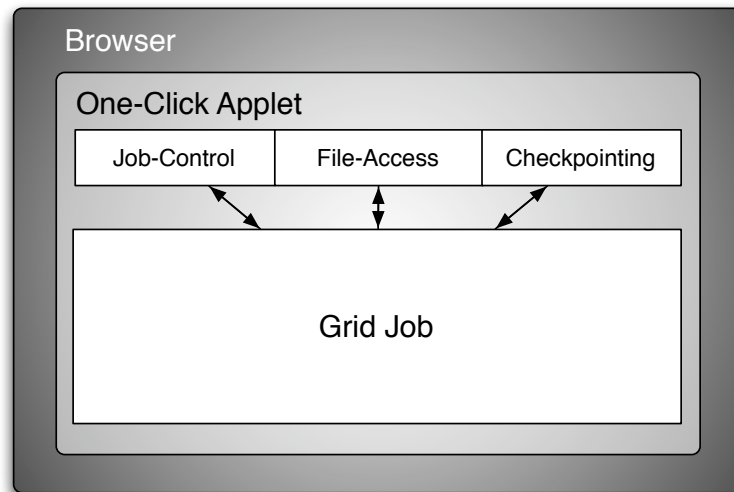 Browser
One-Click Applet
Job-Control File-Access Checkpointing
Grid Job